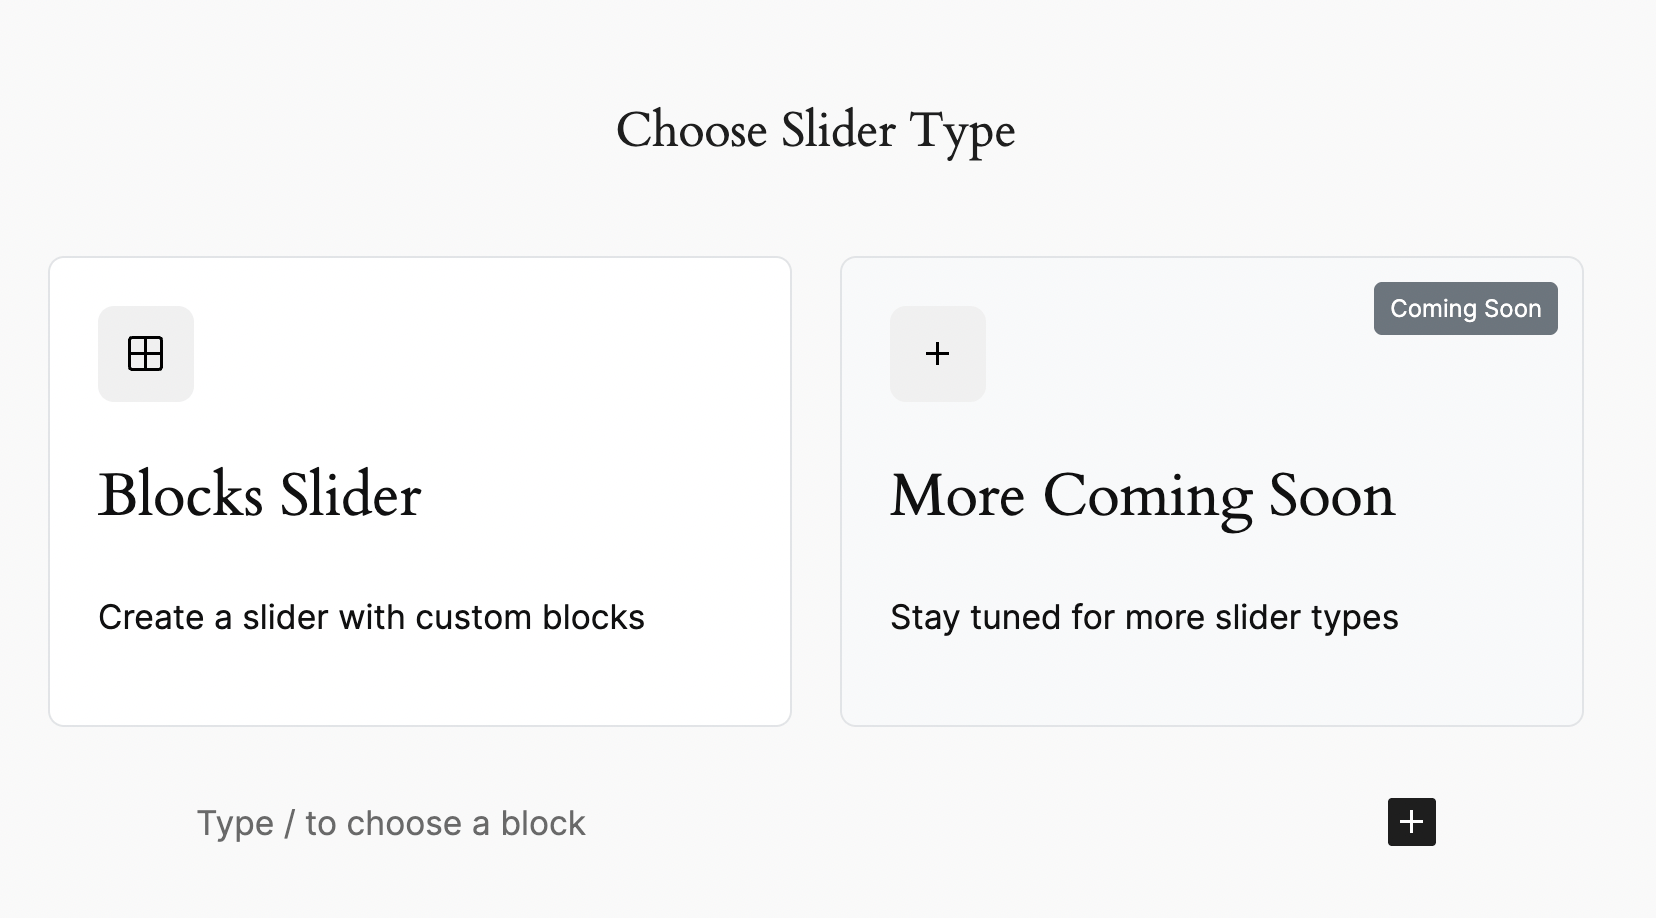 Choose Slider Type
Coming Soon
Blocks Slider
Create a slider with custom blocks
More Coming Soon
Stay tuned for more slider types
Type / to choose a block